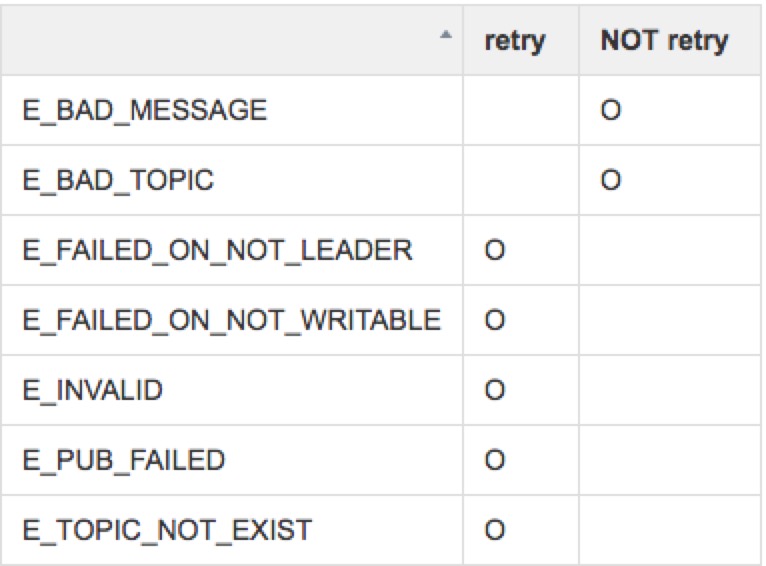 retry NOT retry
E_BAD_MESSAGE O
E_BAD_TOPIC O
E_FAILED_ON_NOT_LEADER O
E_FAILED_ON_NOT_WRITABLE O
E_INVALID O
E_PUB_FAILED O
E_TOPIC_NOT_EXIST O